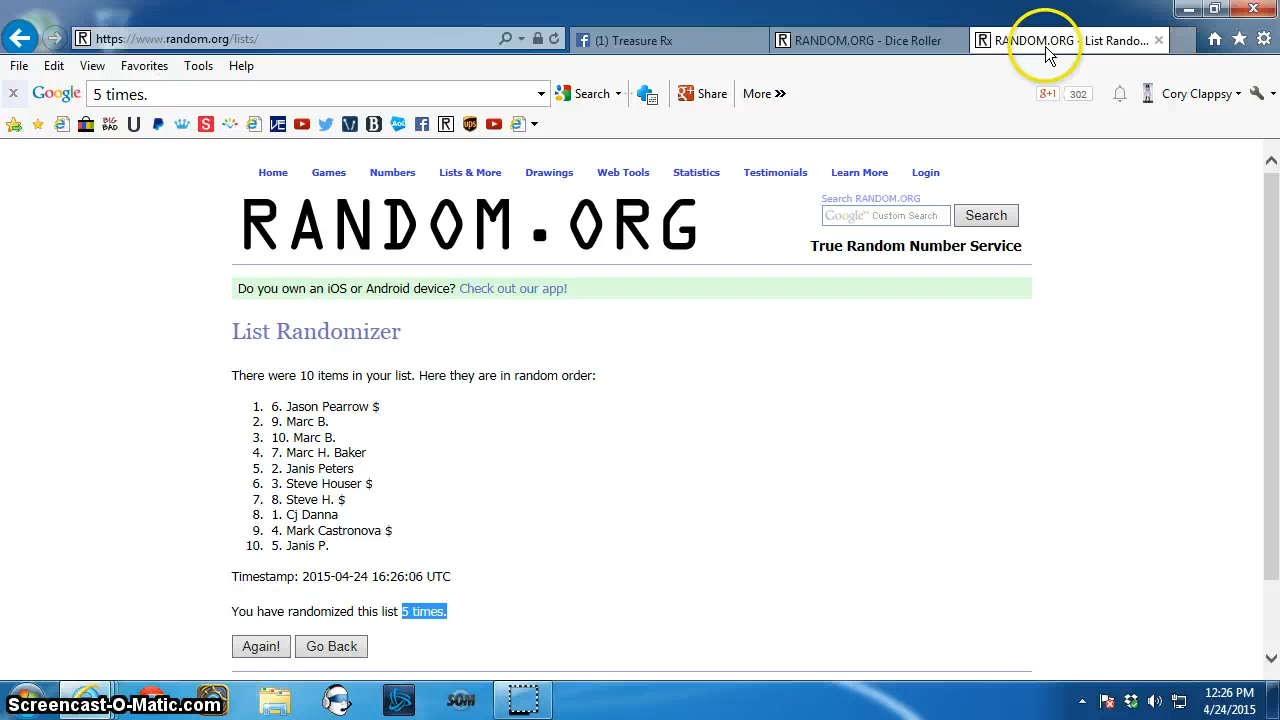 https://www.random.org/lists/
(1) Treasure Rx
RANDOM.ORG - Dice Roller
RANDOM.ORG - List Rando...
File Edit View Favorites Tools Help
Google 5 times. Search Share More » 302 Cory Clappsy
Home Games Numbers Lists & More Drawings Web Tools Statistics Testimonials Learn More Login
Search RANDOM.ORG
RANDOM.ORG
Google™ Custom Search Search
True Random Number Service
Do you own an iOS or Android device? Check out our app!
List Randomizer
There were 10 items in your list. Here they are in random order:
1. 6. Jason Pearrow $
2. 9. Marc B.
3. 10. Marc B.
4. 7. Marc H. Baker
5. 2. Janis Peters
6. 3. Steve Houser $
7. 8. Steve H. $
8. 1. Cj Danna
9. 4. Mark Castronova $
10. 5. Janis P.
Timestamp: 2015-04-24 16:26:06 UTC
You have randomized this list 5 times.
Again! Go Back
SOM
12:26 PM
4/24/2015
Screencast-O-Matic.com